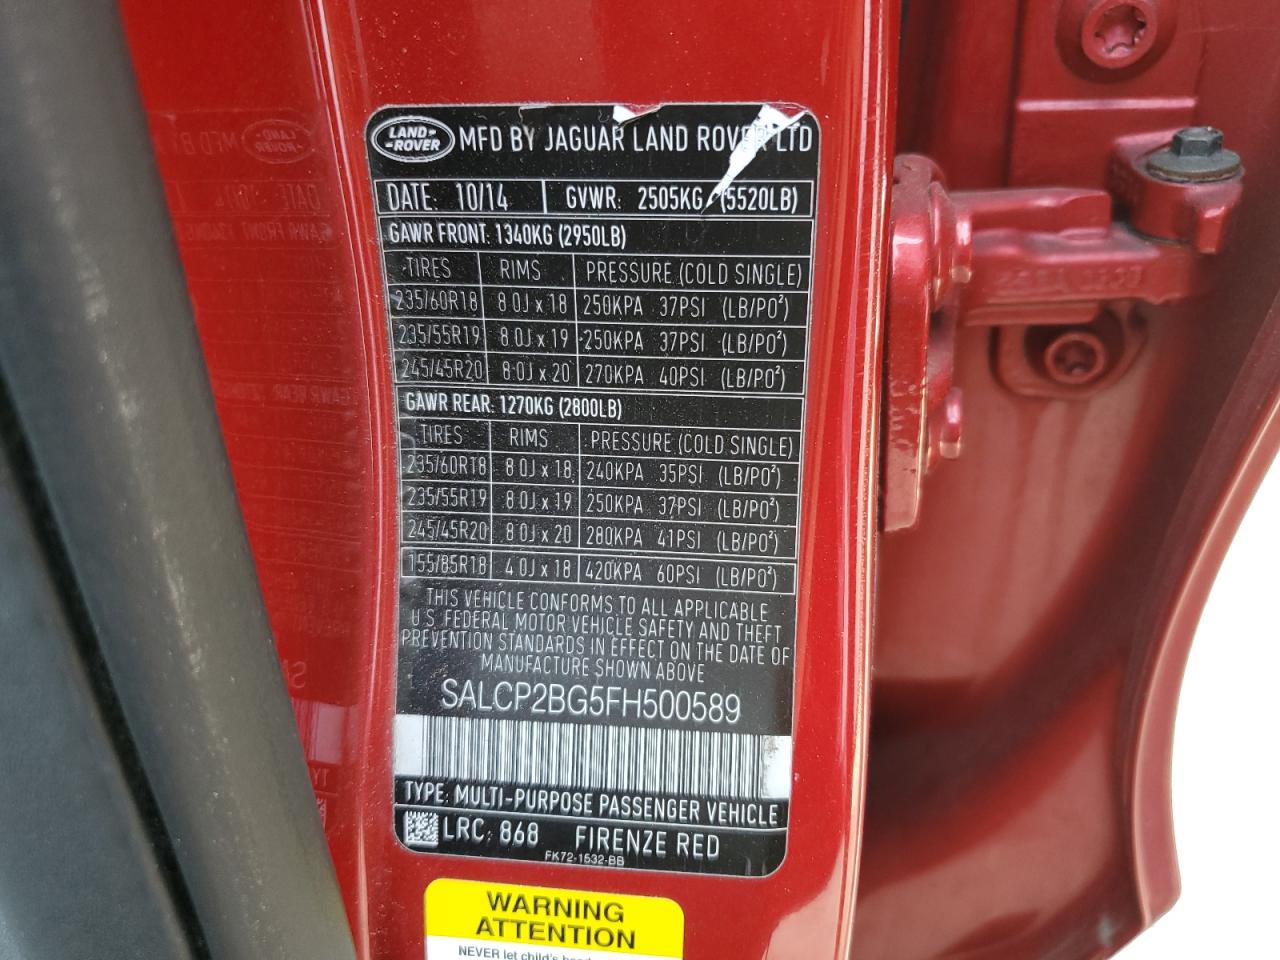 LAND-
-ROVER
MFD BY JAGUAR LAND ROVER LTD
DATE: 10/14 GVWR: 2505KG (5520LB)
GAWR FRONT: 1340KG (2950LB)
TIRES RIMS PRESSURE (COLD SINGLE)
235/60R18 8.0J x 18 250KPA 37PSI (LB/PO²)
235/55R19 8.0J x 19 250KPA 37PSI (LB/PO²)
245/45R20 8.0J x 20 270KPA 40PSI (LB/PO²)
GAWR REAR: 1270KG (2800LB)
TIRES RIMS PRESSURE (COLD SINGLE)
235/60R18 8.0J x 18 240KPA 35PSI (LB/PO²)
235/55R19 8.0J x 19 250KPA 37PSI (LB/PO²)
245/45R20 8.0J x 20 280KPA 41PSI (LB/PO²)
155/85R18 4.0J x 18 420KPA 60PSI (LB/PO²)
THIS VEHICLE CONFORMS TO ALL APPLICABLE
U.S. FEDERAL MOTOR VEHICLE SAFETY AND THEFT
PREVENTION STANDARDS IN EFFECT ON THE DATE OF
MANUFACTURE SHOWN ABOVE
SALCP2BG5FH500589
TYPE: MULTI-PURPOSE PASSENGER VEHICLE
LRC: 868 FIRENZE RED
FK72-1532-BB
WARNING
ATTENTION
NEVER let child's